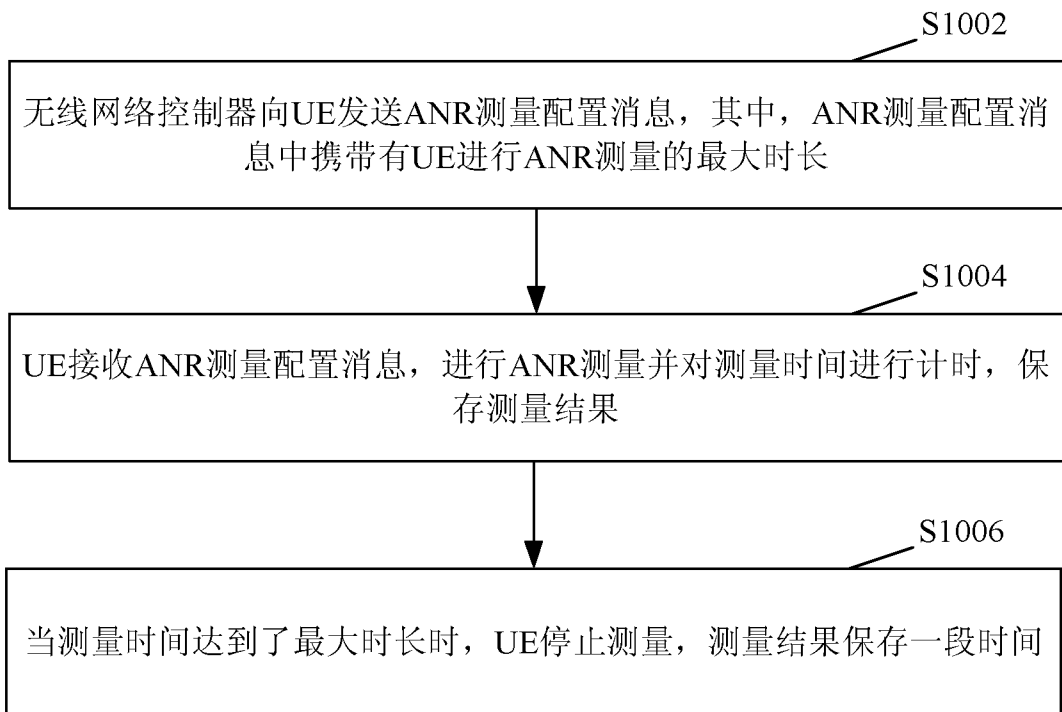 S1002
无线网络控制器向UE发送ANR测量配置消息，其中，ANR测量配置消
息中携带有UE进行ANR测量的最大时长
S1004
UE接收ANR测量配置消息，进行ANR测量并对测量时间进行计时，保
存测量结果
S1006
当测量时间达到了最大时长时，UE停止测量，测量结果保存一段时间